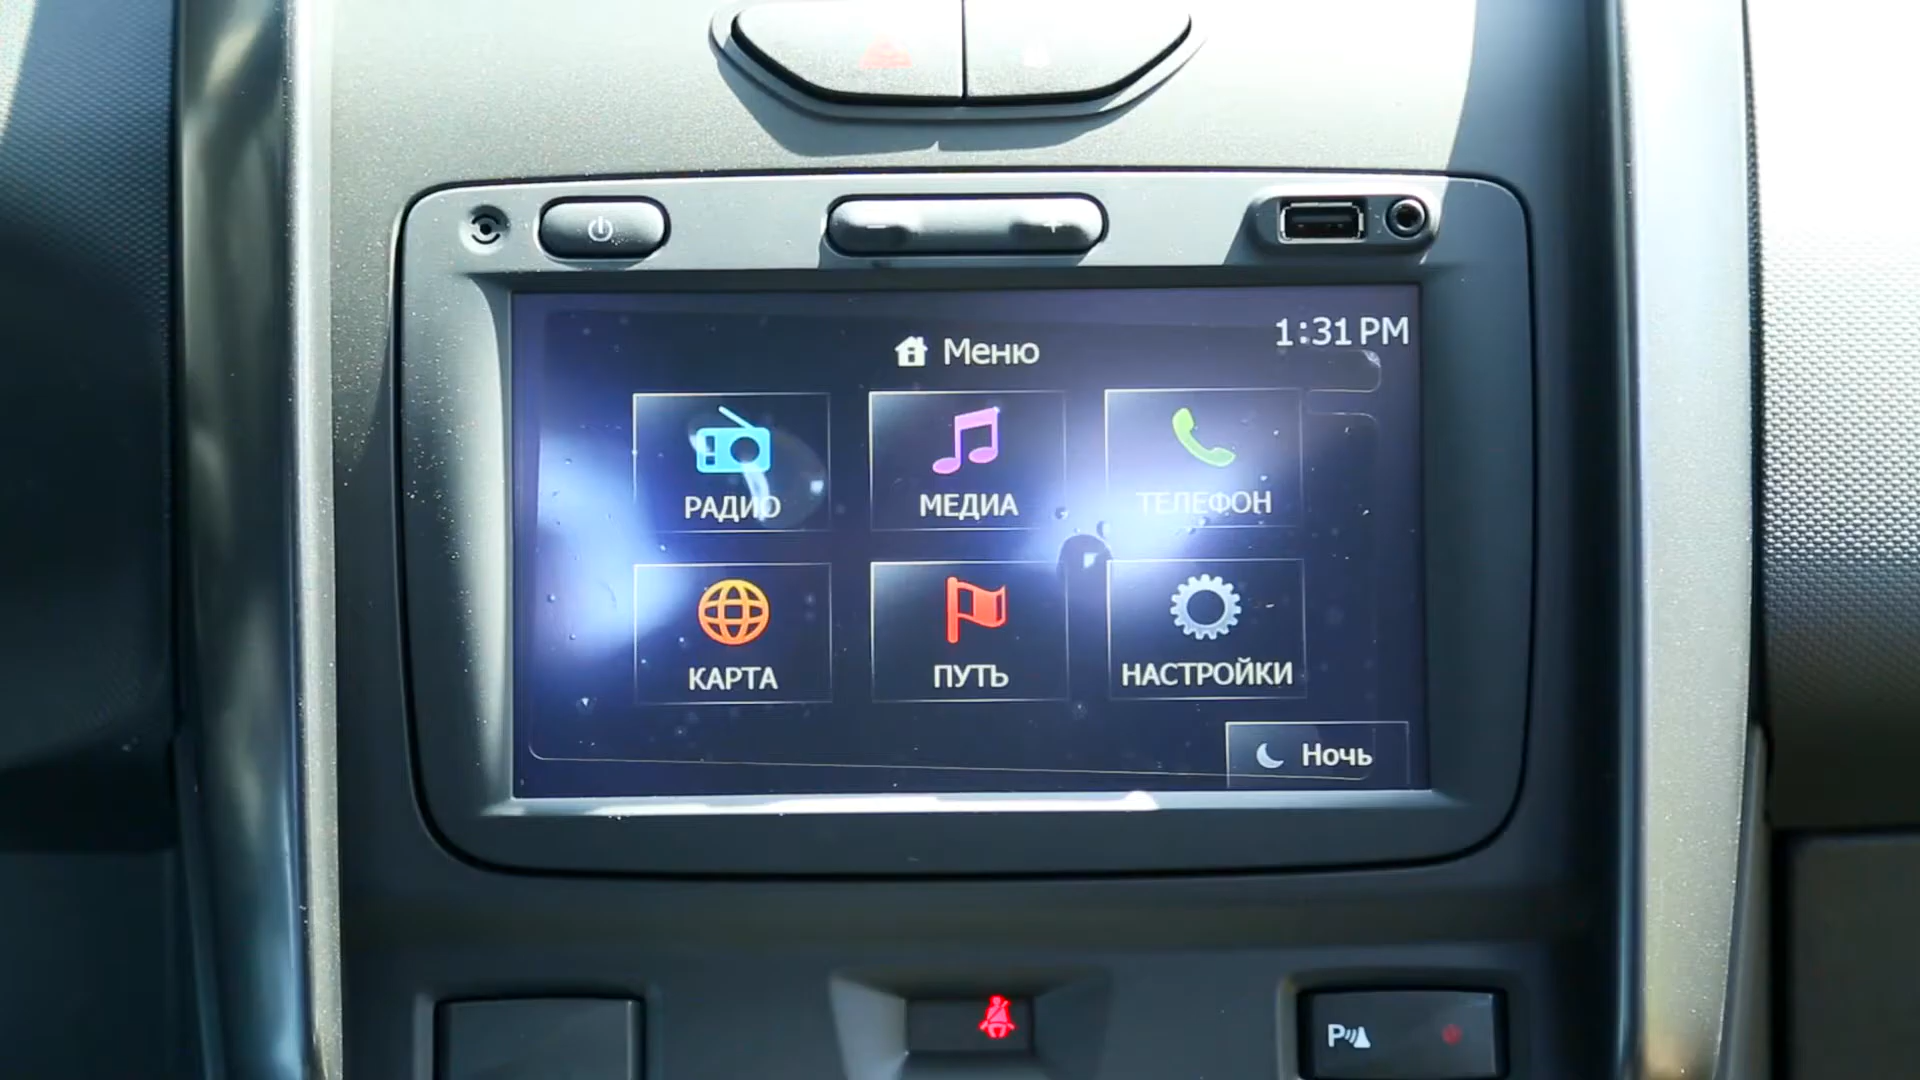 Меню
1:31 PM
РАДИО
МЕДИА
ТЕЛЕФОН
КАРТА
ПУТЬ
НАСТРОЙКИ
Ночь
P